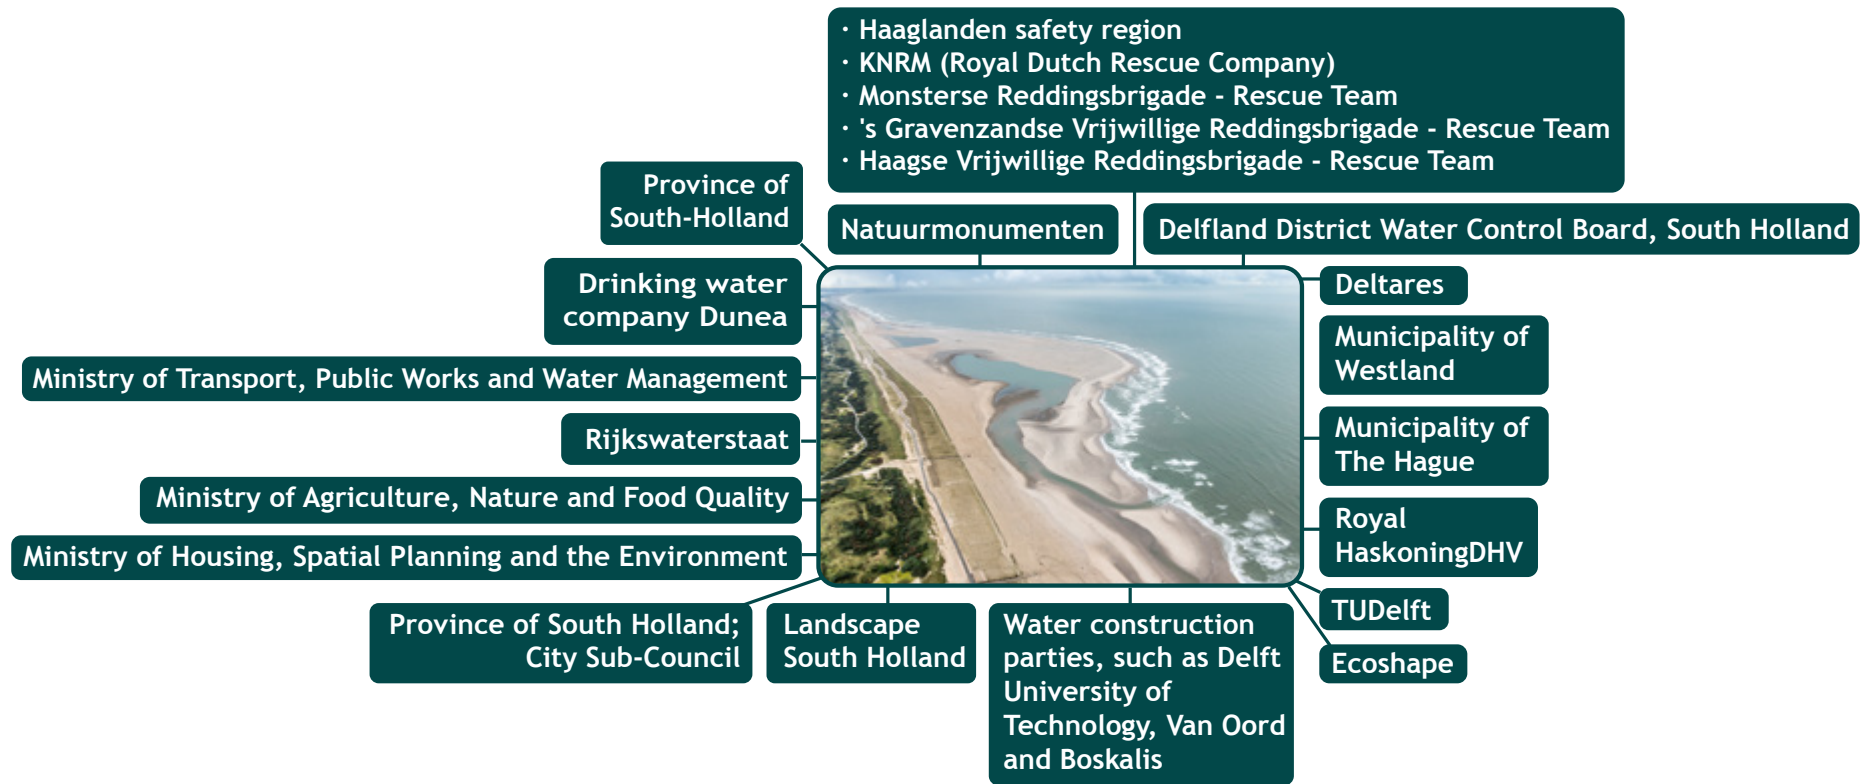 · Haaglanden safety region
· KNRM (Royal Dutch Rescue Company)
· Monsterse Reddingsbrigade - Rescue Team
· 's Gravenzandse Vrijwillige Reddingsbrigade - Rescue Team
· Haagse Vrijwillige Reddingsbrigade - Rescue Team
Province of
South-Holland
Natuurmonumenten
Delfland District Water Control Board, South Holland
Drinking water
company Dunea
Deltares
Ministry of Transport, Public Works and Water Management
Municipality of
Westland
Rijkswaterstaat
Municipality of
The Hague
Ministry of Agriculture, Nature and Food Quality
Royal
HaskoningDHV
Ministry of Housing, Spatial Planning and the Environment
TUDelft
Ecoshape
Province of South Holland;
City Sub-Council
Landscape
South Holland
Water construction
parties, such as Delft
University of
Technology, Van Oord
and Boskalis